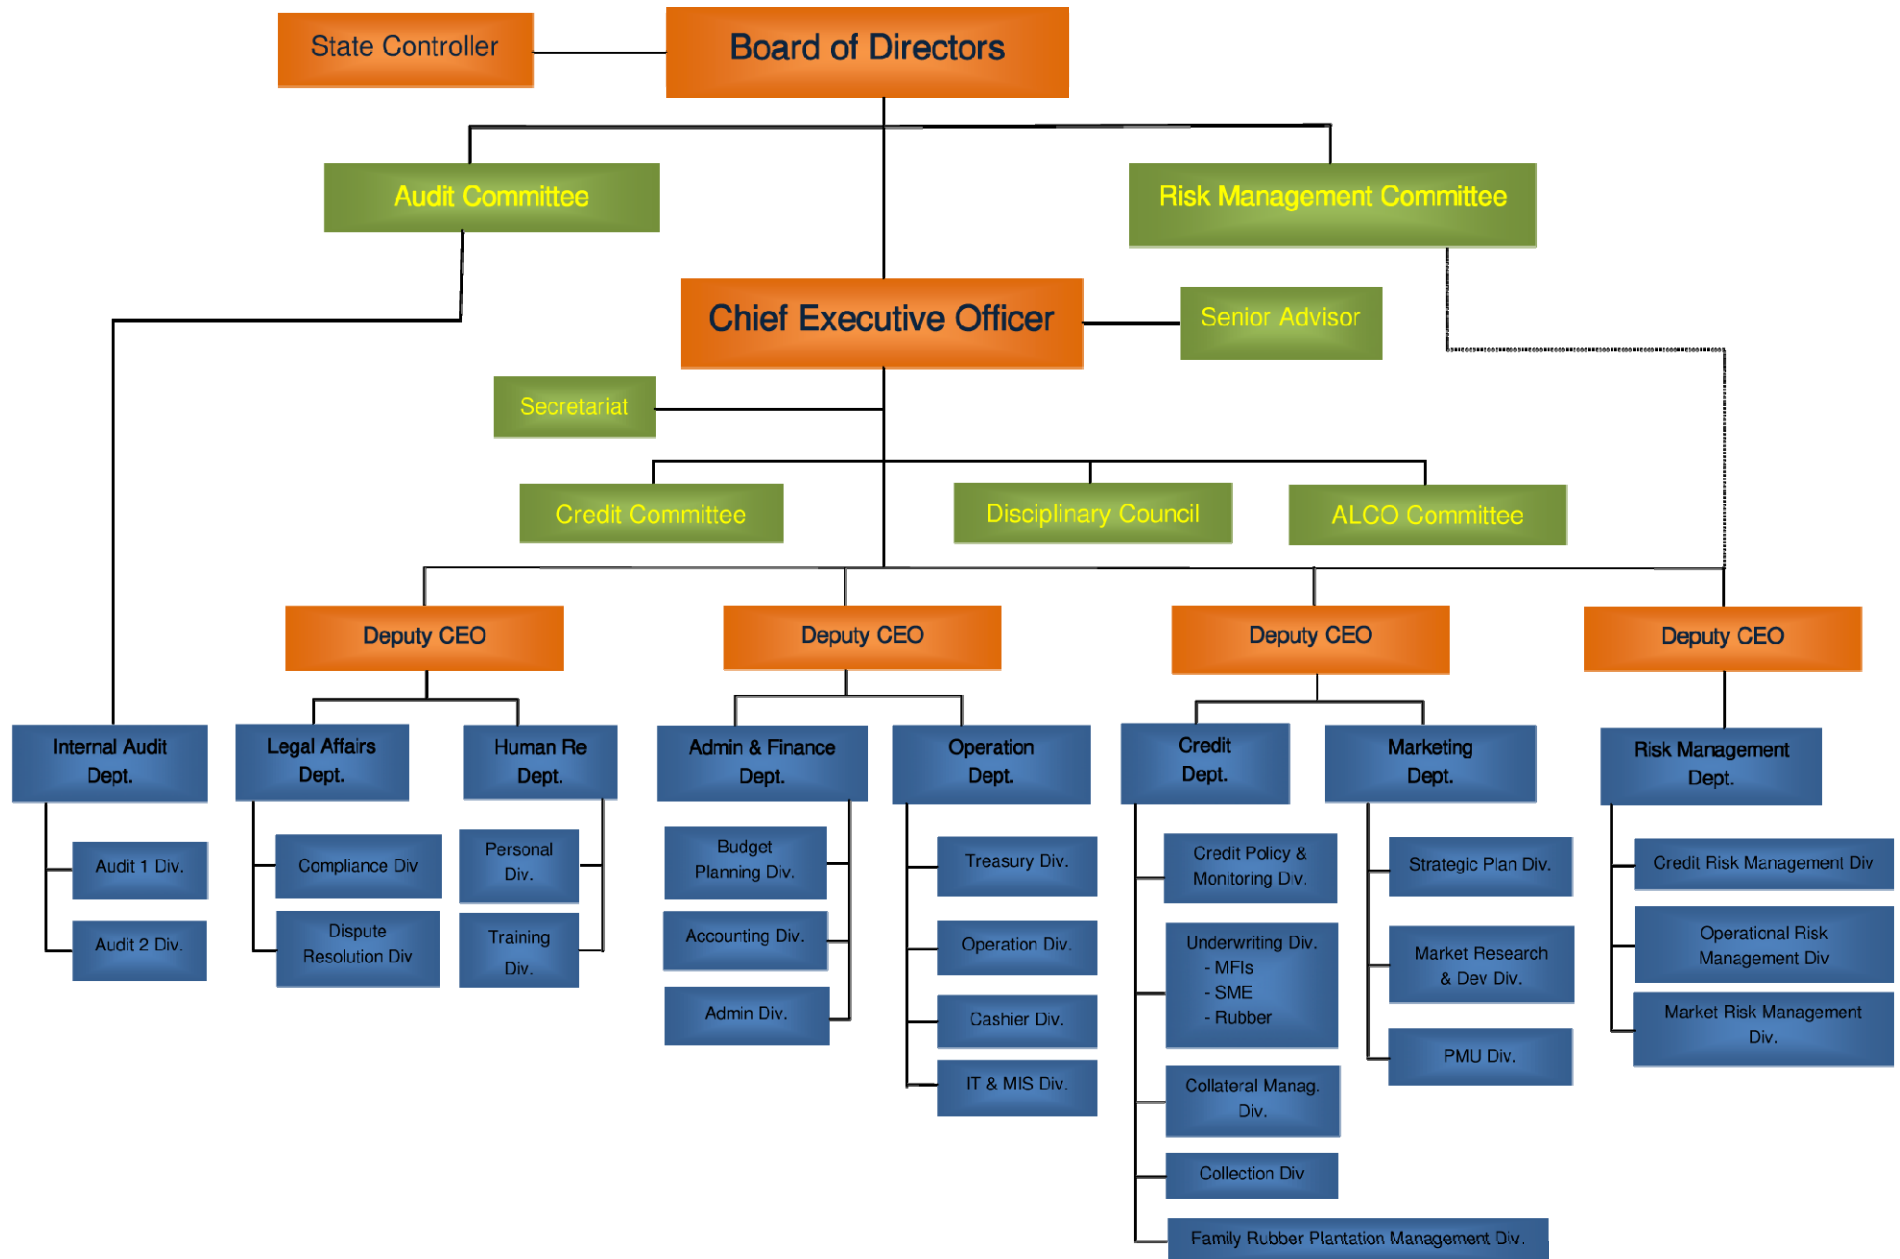 State Controller
Board of Directors
Audit Committee
Risk Management Committee
Chief Executive Officer
Senior Advisor
Secretariat
Credit Committee
Disciplinary Council
ALCO Committee
Deputy CEO
Deputy CEO
Deputy CEO
Deputy CEO
Internal Audit
Dept.
Legal Affairs
Dept.
Human Re
Dept.
Admin & Finance
Dept.
Operation
Dept.
Credit
Dept.
Marketing
Dept.
Risk Management
Dept.
Audit 1 Div.
Audit 2 Div.
Compliance Div
Dispute
Resolution Div
Personal
Div.
Training
Div.
Budget
Planning Div.
Accounting Div.
Admin Div.
Treasury Div.
Operation Div.
Cashier Div.
IT & MIS Div.
Credit Policy &
Monitoring Div.
Underwriting Div.
- MFIs
- SME
- Rubber
Collateral Manag.
Div.
Collection Div
Family Rubber Plantation Management Div.
Strategic Plan Div.
Market Research
& Dev Div.
PMU Div.
Credit Risk Management Div
Operational Risk
Management Div
Market Risk Management
Div.